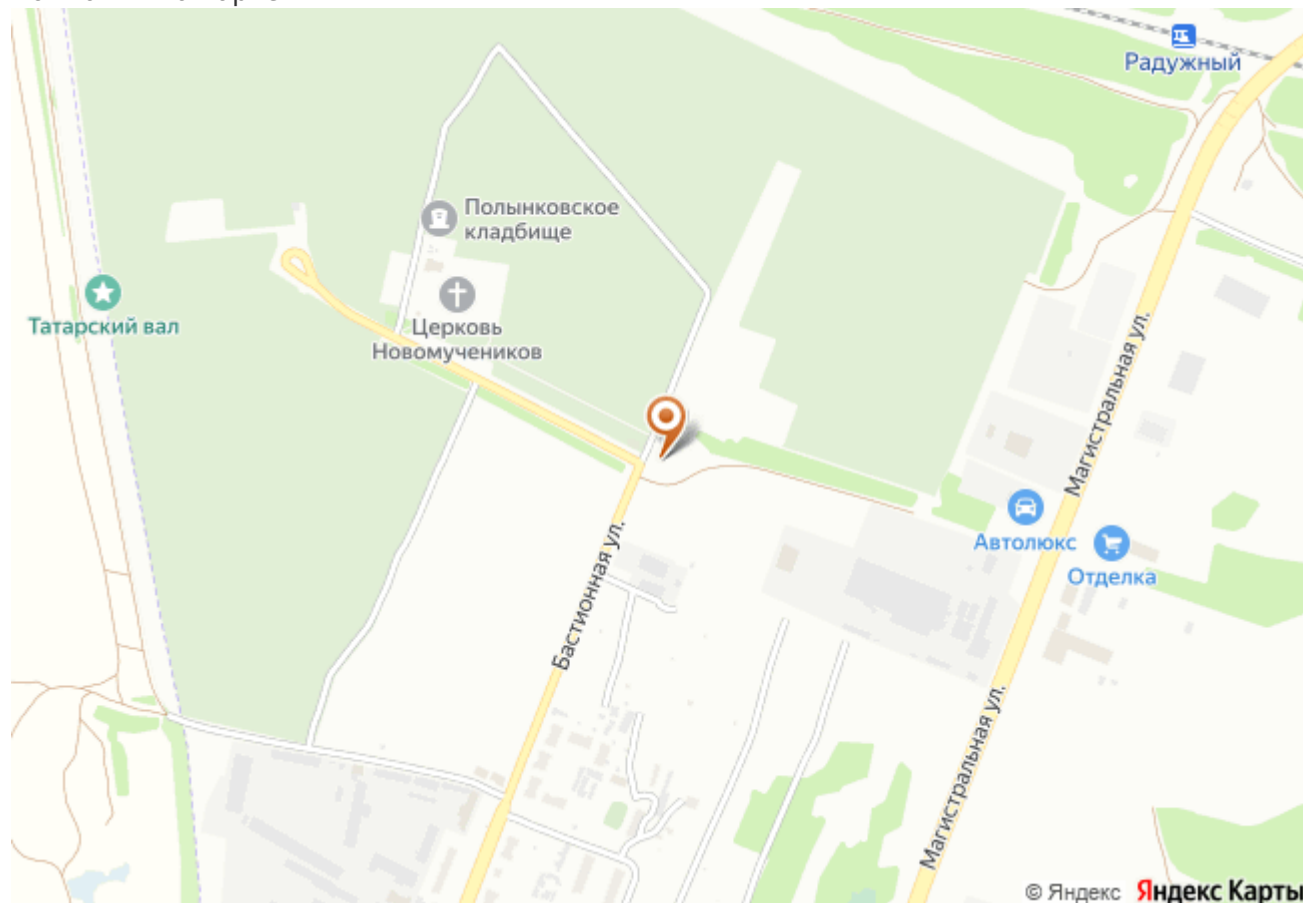 Радужный
Полынковское
кладбище
Татарский вал
Церковь
Новомучеников
Магистральная ул.
Автолюкс
Отделка
Бастионная ул.
Магистральная ул.
© Яндекс Яндекс Карты